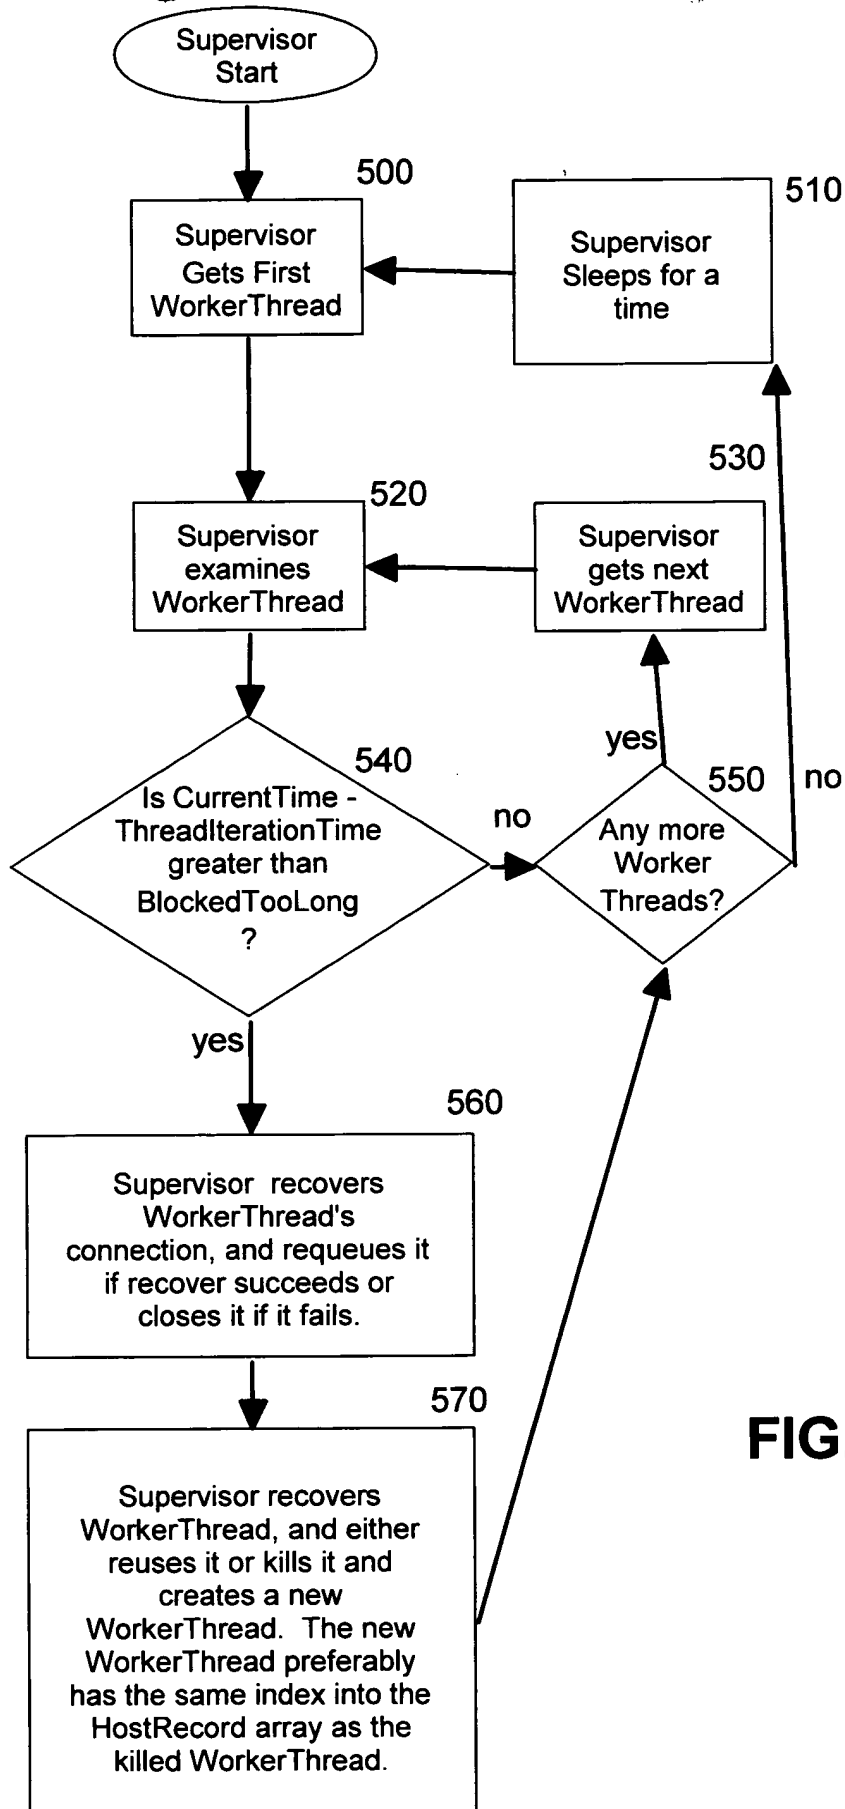 Supervisor
Start
500
Supervisor
Gets First
WorkerThread
510
Supervisor
Sleeps for a
time
520
Supervisor
examines
WorkerThread
530
Supervisor
gets next
WorkerThread
540
Is CurrentTime -
ThreadIterationTime
greater than
BlockedTooLong
?
no
yes
550
Any more
Worker
Threads?
yes
no
560
Supervisor recovers
WorkerThread's
connection, and requeues it
if recover succeeds or
closes it if it fails.
570
Supervisor recovers
WorkerThread, and either
reuses it or kills it and
creates a new
WorkerThread. The new
WorkerThread preferably
has the same index into the
HostRecord array as the
killed WorkerThread.
FIG